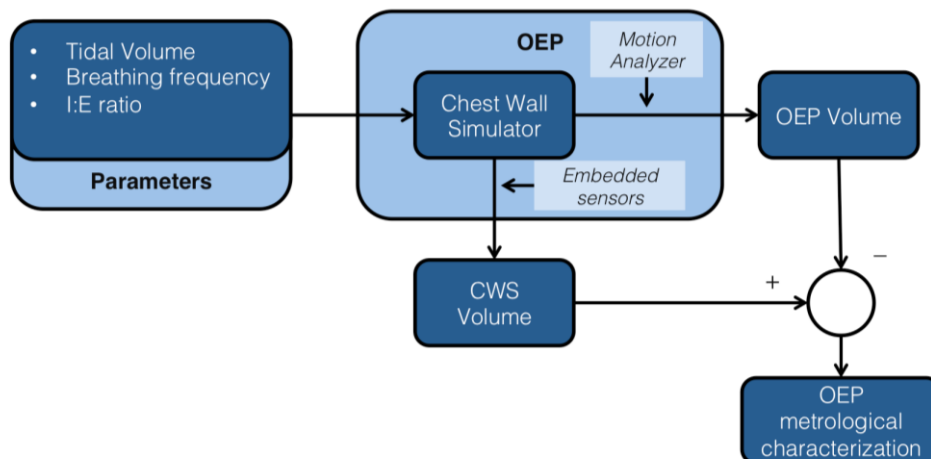 • Tidal Volume
• Breathing frequency
• I:E ratio
Parameters
OEP
Motion
Analyzer
Chest Wall
Simulator
OEP Volume
Embedded
sensors
CWS
Volume
+
−
OEP
metrological
characterization